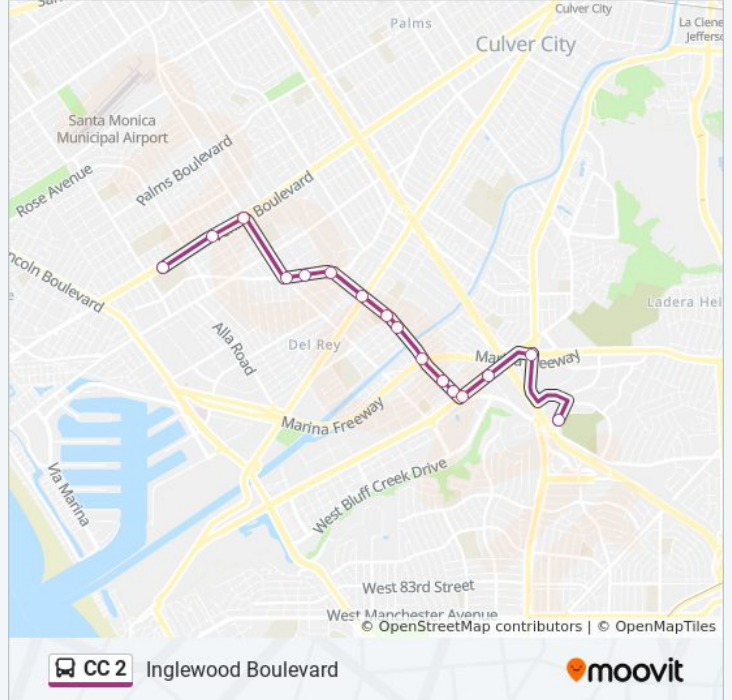 Culver City
Palms
La Ciene
Jeffers
Culver City
Santa Monica
Municipal Airport
Palms Boulevard
Rose Avenue
Boulevard
ncoln Boulevard
Ladera Hei
Alla Road
Del Rey
Freeway
Marina Freeway
Via Marina
West Bluff Creek Drive
West 83rd Street
West Manchester Avenue
© OpenStreetMap contributors | © OpenMapTiles
CC 2 Inglewood Boulevard
moovit